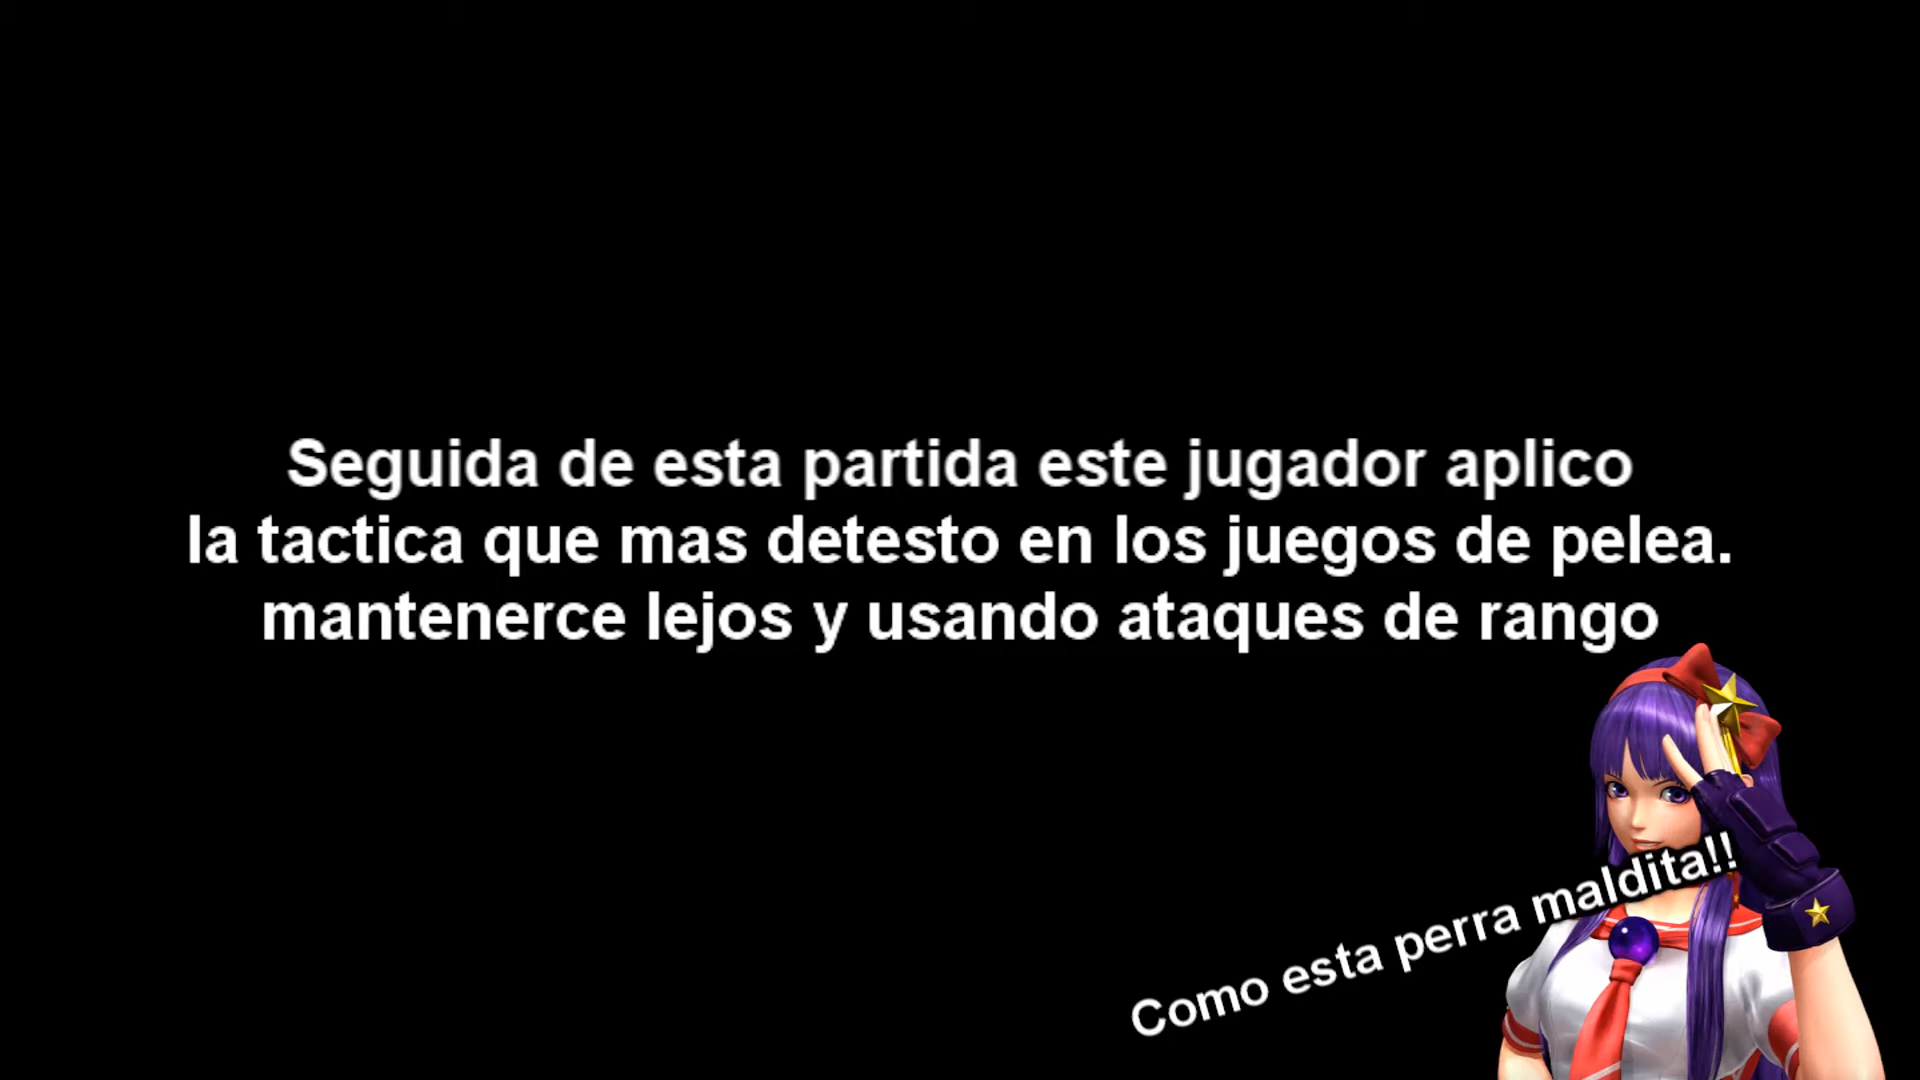 Seguida de esta partida este jugador aplico
la tactica que mas detesto en los juegos de pelea.
mantenerce lejos y usando ataques de rango
Como esta perra maldita!!